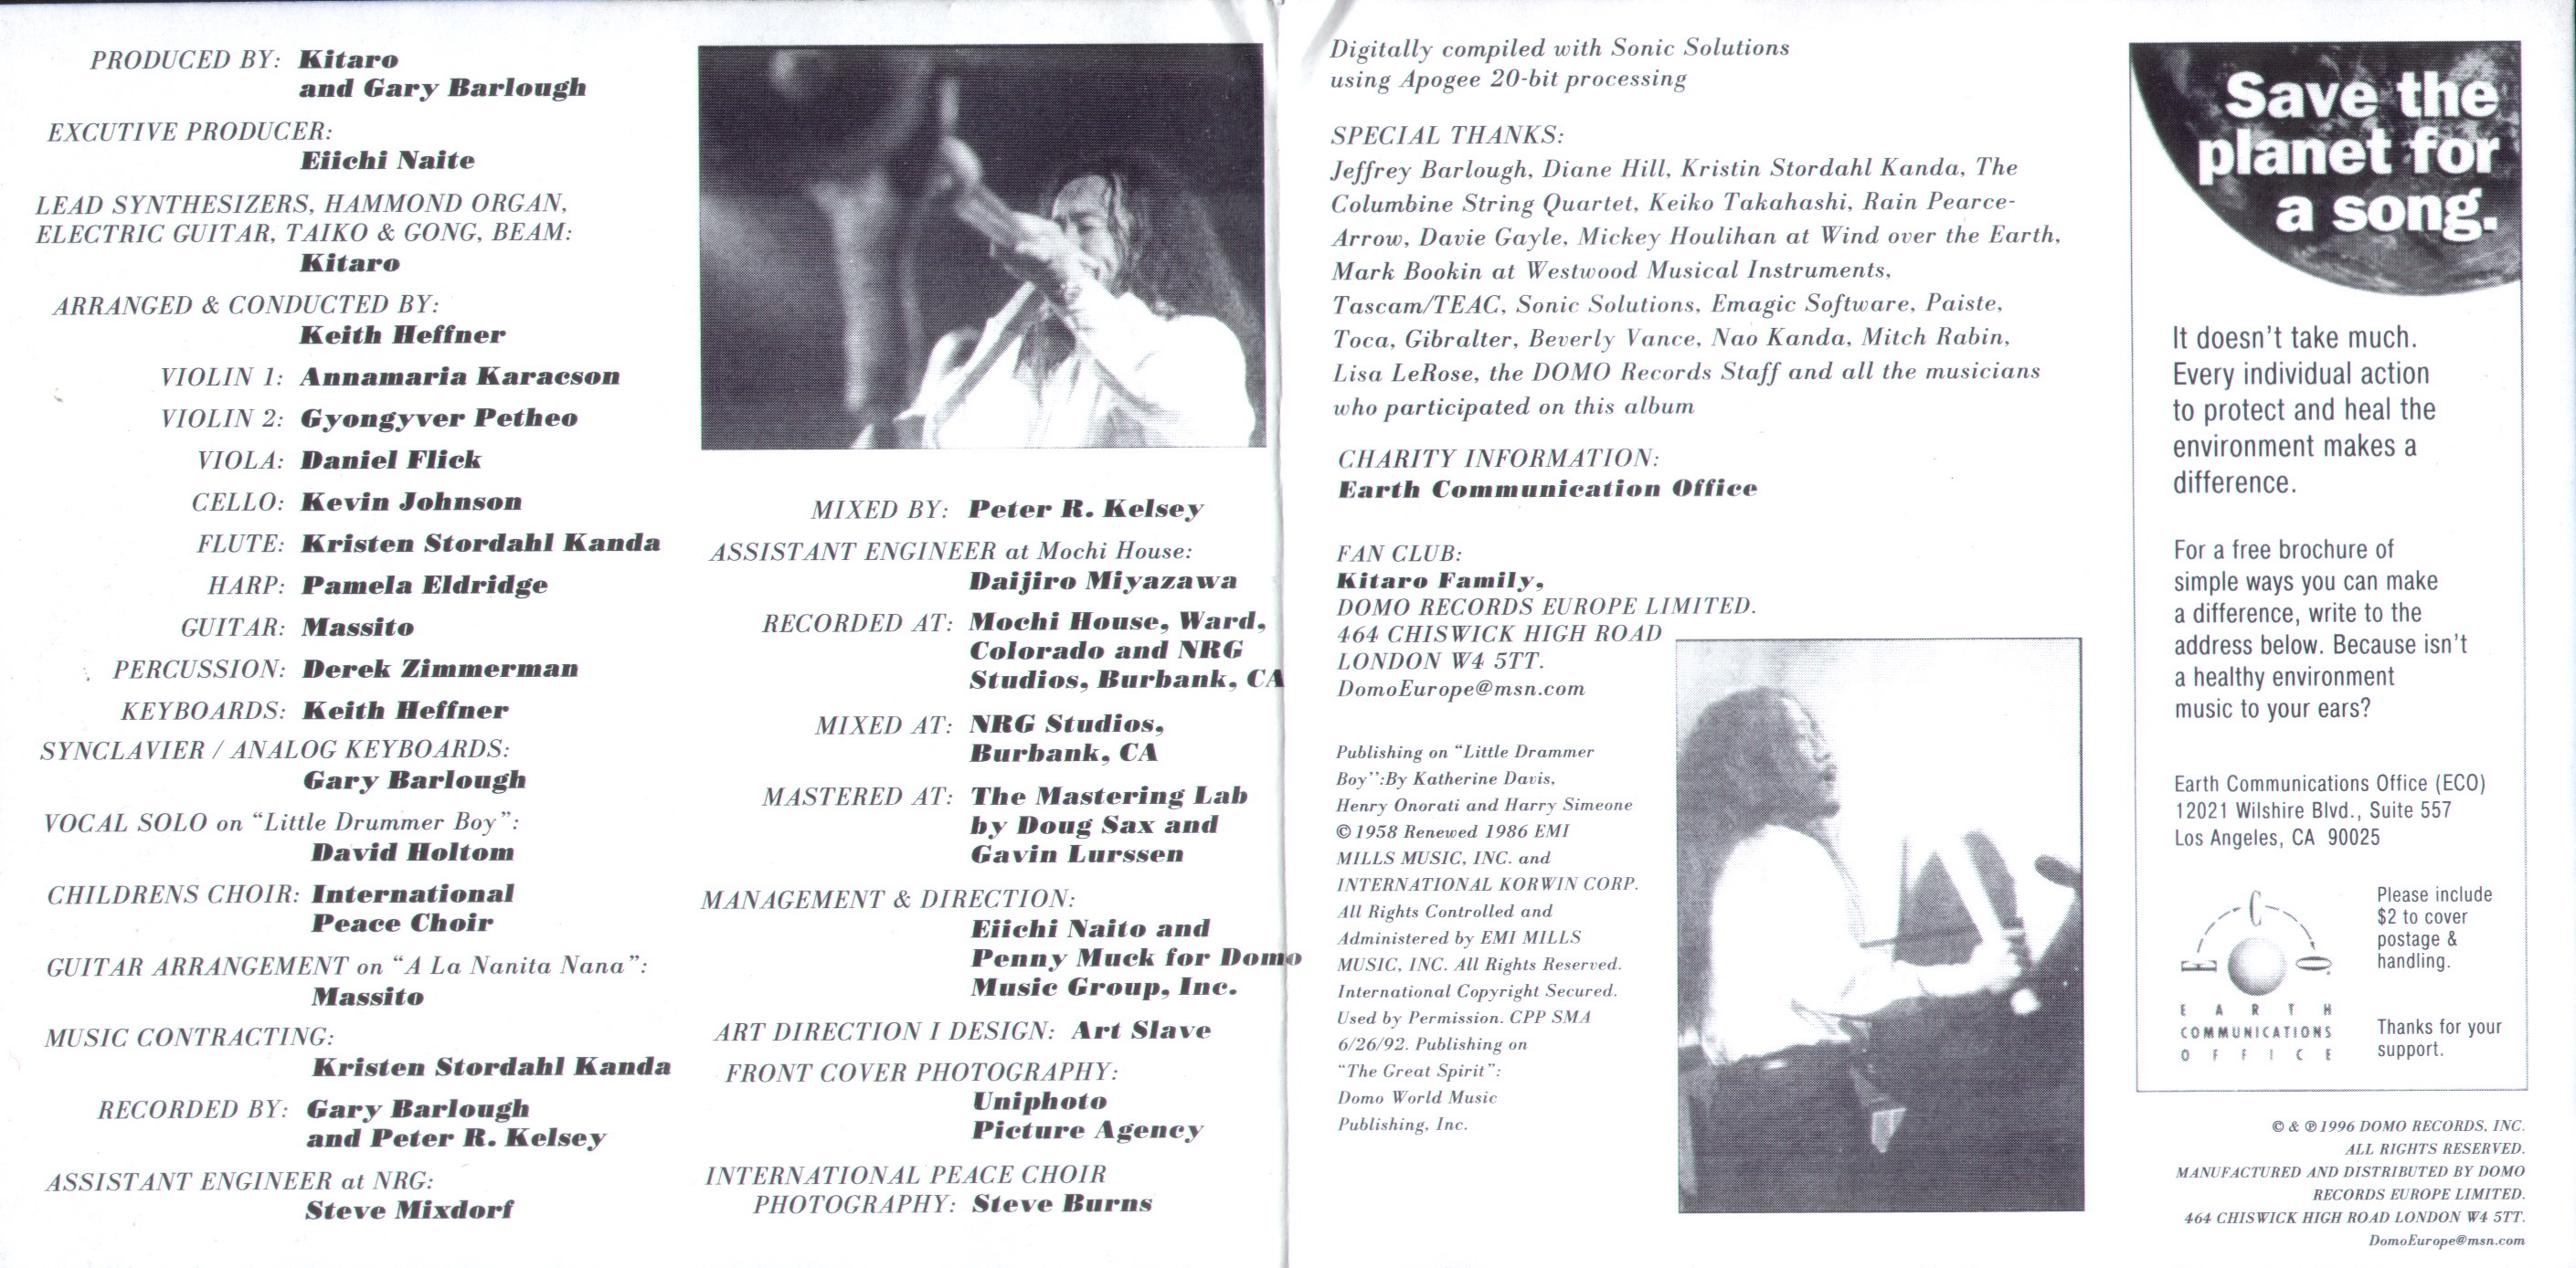 PRODUCED BY: Kitaro
and Gary Barlough
EXCUTIVE PRODUCER:
Eiichi Naite
LEAD SYNTHESIZERS, HAMMOND ORGAN,
ELECTRIC GUITAR, TAIKO & GONG, BEAM:
Kitaro
ARRANGED & CONDUCTED BY:
Keith Heffner
VIOLIN 1: Annamaria Karacson
VIOLIN 2: Gyongyver Petheo
VIOLA: Daniel Flick
CELLO: Kevin Johnson
FLUTE: Kristen Stordahl Kanda
HARP: Pamela Eldridge
GUITAR: Massito
PERCUSSION: Derek Zimmerman
KEYBOARDS: Keith Heffner
SYNCLAVIER / ANALOG KEYBOARDS:
Gary Barlough
VOCAL SOLO on “Little Drummer Boy”:
David Holtom
CHILDRENS CHOIR: International
Peace Choir
GUITAR ARRANGEMENT on “A La Nanita Nana”:
Massito
MUSIC CONTRACTING:
Kristen Stordahl Kanda
RECORDED BY: Gary Barlough
and Peter R. Kelsey
ASSISTANT ENGINEER at NRG:
Steve Mixdorf
MIXED BY: Peter R. Kelsey
ASSISTANT ENGINEER at Mochi House:
Daijiro Miyazawa
RECORDED AT: Mochi House, Ward,
Colorado and NRG
Studios, Burbank, CA
MIXED AT: NRG Studios,
Burbank, CA
MASTERED AT: The Mastering Lab
by Doug Sax and
Gavin Lurssen
MANAGEMENT & DIRECTION:
Eiichi Naito and
Penny Muck for Domo
Music Group, Inc.
ART DIRECTION I DESIGN: Art Slave
FRONT COVER PHOTOGRAPHY:
Uniphoto
Picture Agency
INTERNATIONAL PEACE CHOIR
PHOTOGRAPHY: Steve Burns
Digitally compiled with Sonic Solutions
using Apogee 20-bit processing
SPECIAL THANKS:
Jeffrey Barlough, Diane Hill, Kristin Stordahl Kanda, The
Columbine String Quartet, Keiko Takahashi, Rain Pearce-
Arrow, Davie Gayle, Mickey Houlihan at Wind over the Earth,
Mark Bookin at Westwood Musical Instruments,
Tascam/TEAC, Sonic Solutions, Emagic Software, Paiste,
Toca, Gibralter, Beverly Vance, Nao Kanda, Mitch Rabin,
Lisa LeRose, the DOMO Records Staff and all the musicians
who participated on this album
CHARITY INFORMATION:
Earth Communication Office
FAN CLUB:
Kitaro Family,
DOMO RECORDS EUROPE LIMITED.
464 CHISWICK HIGH ROAD
LONDON W4 5TT.
DomoEurope@msn.com
Publishing on “Little Drammer
Boy”:By Katherine Davis,
Henry Onorati and Harry Simeone
©1958 Renewed 1986 EMI
MILLS MUSIC, INC. and
INTERNATIONAL KORWIN CORP.
All Rights Controlled and
Administered by EMI MILLS
MUSIC, INC. All Rights Reserved.
International Copyright Secured.
Used by Permission. CPP SMA
6/26/92. Publishing on
“The Great Spirit”:
Domo World Music
Publishing, Inc.
Save the
planet for
a song.
It doesn't take much.
Every individual action
to protect and heal the
environment makes a
difference.
For a free brochure of
simple ways you can make
a difference, write to the
address below. Because isn't
a healthy environment
music to your ears?
Earth Communications Office (ECO)
12021 Wilshire Blvd., Suite 557
Los Angeles, CA 90025
E C O
EARTH
COMMUNICATIONS
OFFICE
Please include
$2 to cover
postage &
handling.
Thanks for your
support.
© & ℗1996 DOMO RECORDS, INC.
ALL RIGHTS RESERVED.
MANUFACTURED AND DISTRIBUTED BY DOMO
RECORDS EUROPE LIMITED.
464 CHISWICK HIGH ROAD LONDON W4 5TT.
DomoEurope@msn.com